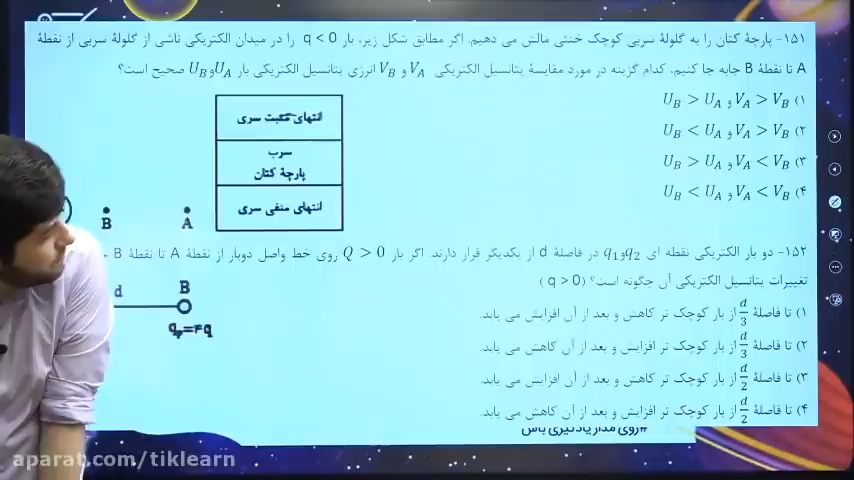 ۱۵۱- پارچهٔ کتان را به گلولهٔ سربی کوچک خنثی مالش می دهیم. اگر مطابق شکل زیر، بار q < 0 را در میدان الکتریکی ناشی از گلولهٔ سربی از نقطهٔ
A تا نقطهٔ B جابه جا کنیم، کدام گزینه در مورد مقایسهٔ پتانسیل الکتریکی V_A و V_B انرژی پتانسیل الکتریکی بار U_A و U_B صحیح است؟
۱) V_A > V_B و U_B > U_A
۲) V_A > V_B و U_B < U_A
۳) V_A < V_B و U_B > U_A
۴) V_A < V_B و U_B < U_A
انتهای مثبت سری
سرب
پارچهٔ کتان
انتهای منفی سری
B A
۱۵۲- دو بار الکتریکی نقطه ای q₁ و q₂ در فاصلهٔ d از یکدیگر قرار دارند. اگر بار Q > 0 روی خط واصل دوبار از نقطهٔ A تا نقطهٔ B
تغییرات پتانسیل الکتریکی آن چگونه است؟ (q > 0)
d B
q₂=۴q
۱) تا فاصلهٔ d/3 از بار کوچک تر کاهش و بعد از آن افزایش می یابد.
۲) تا فاصلهٔ d/3 از بار کوچک تر افزایش و بعد از آن کاهش می یابد.
۳) تا فاصلهٔ d/2 از بار کوچک تر کاهش و بعد از آن افزایش می یابد.
۴) تا فاصلهٔ d/2 از بار کوچک تر افزایش و بعد از آن کاهش می یابد.
#روی مدار یادگیری باش
aparat.com/tiklearn